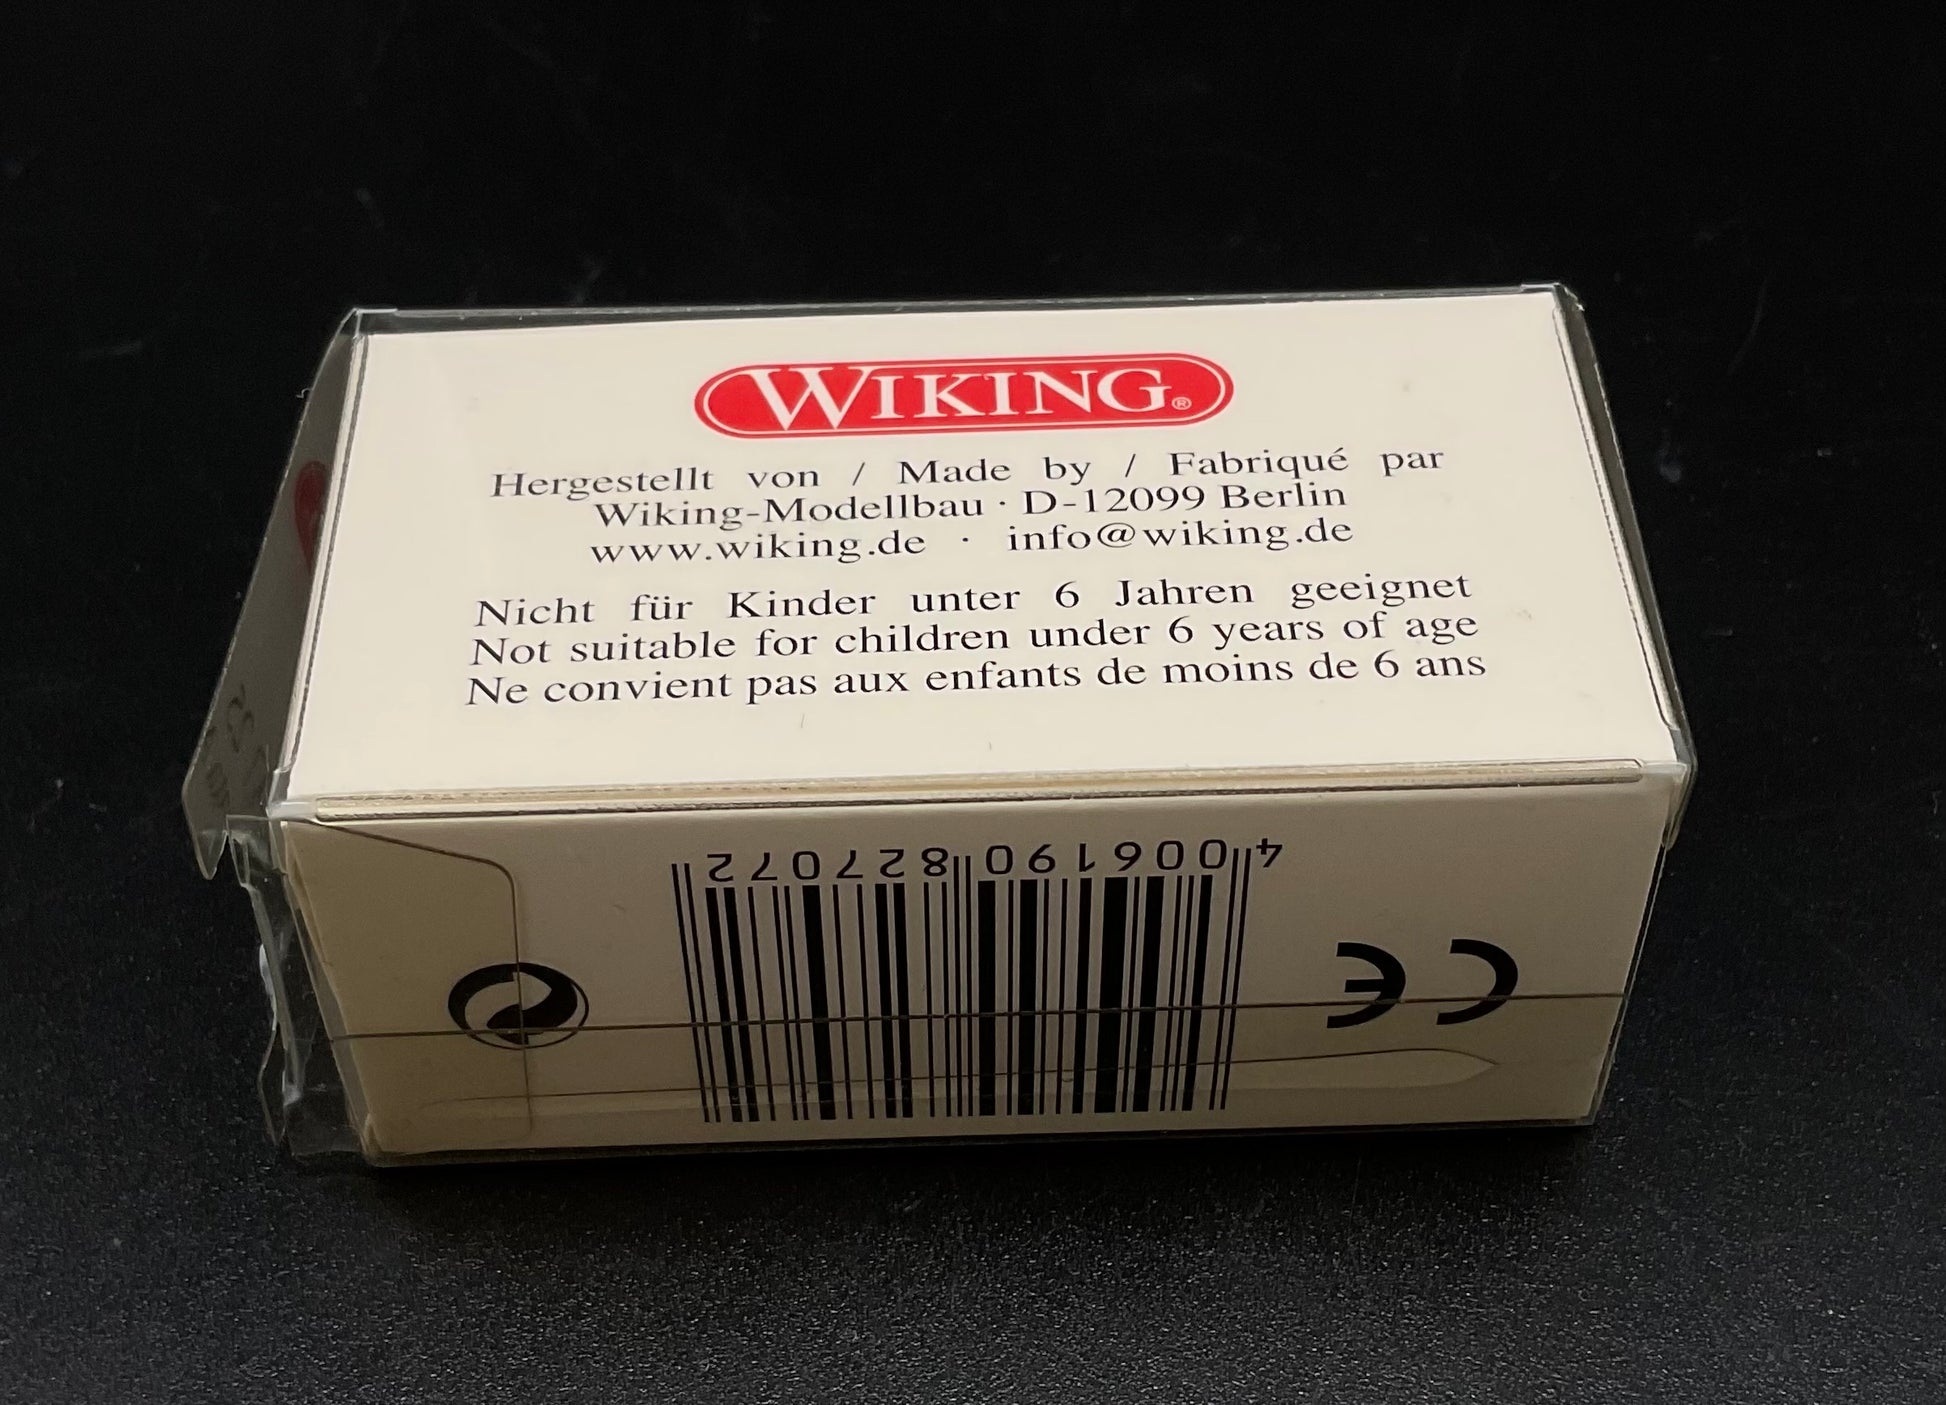 WIKING®
Hergestellt von / Made by / Fabriqué par
Wiking-Modellbau · D-12099 Berlin
www.wiking.de · info@wiking.de
Nicht für Kinder unter 6 Jahren geeignet
Not suitable for children under 6 years of age
Ne convient pas aux enfants de moins de 6 ans
4 006190 827072
CE